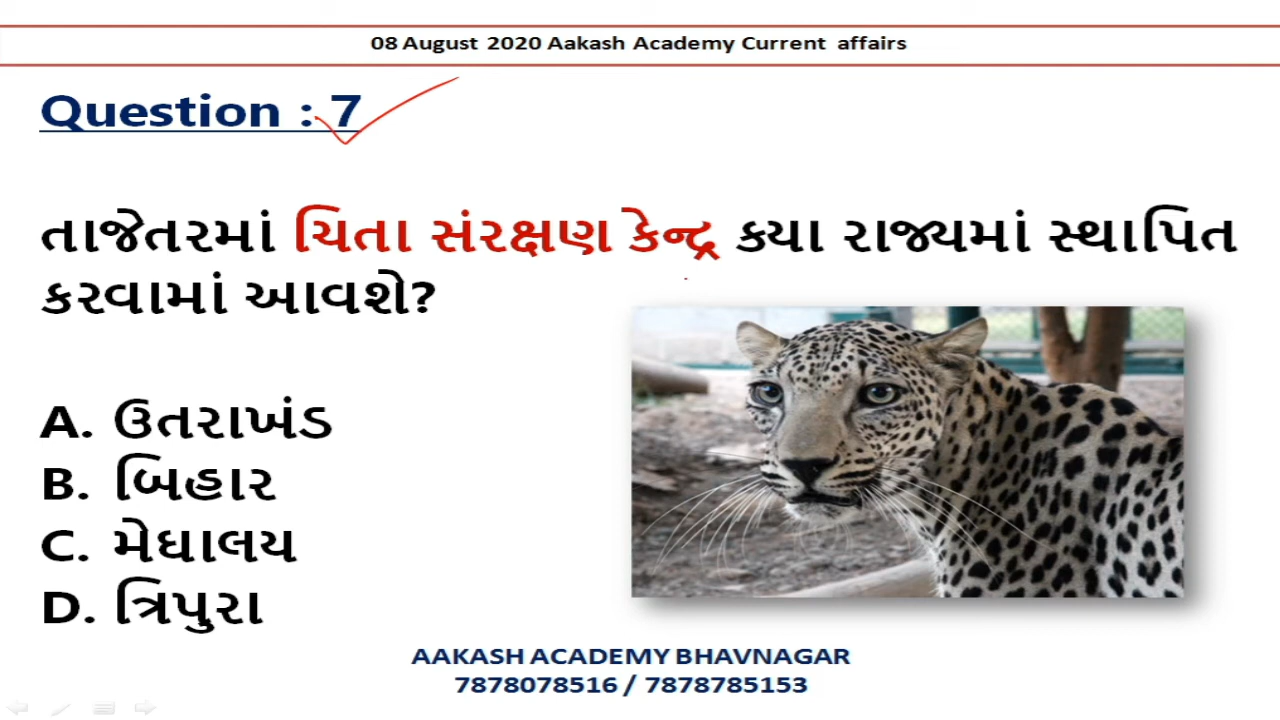 08 August 2020 Aakash Academy Current affairs
Question : 7
તાજેતરમાં ચિતા સંરક્ષણ કેન્દ્ર ક્યા રાજ્યમાં સ્થાપિત
કરવામાં આવશે?
A. ઉતરાખંડ
B. બિહાર
C. મેઘાલય
D. ત્રિપુરા
AAKASH ACADEMY BHAVNAGAR
7878078516 / 7878785153